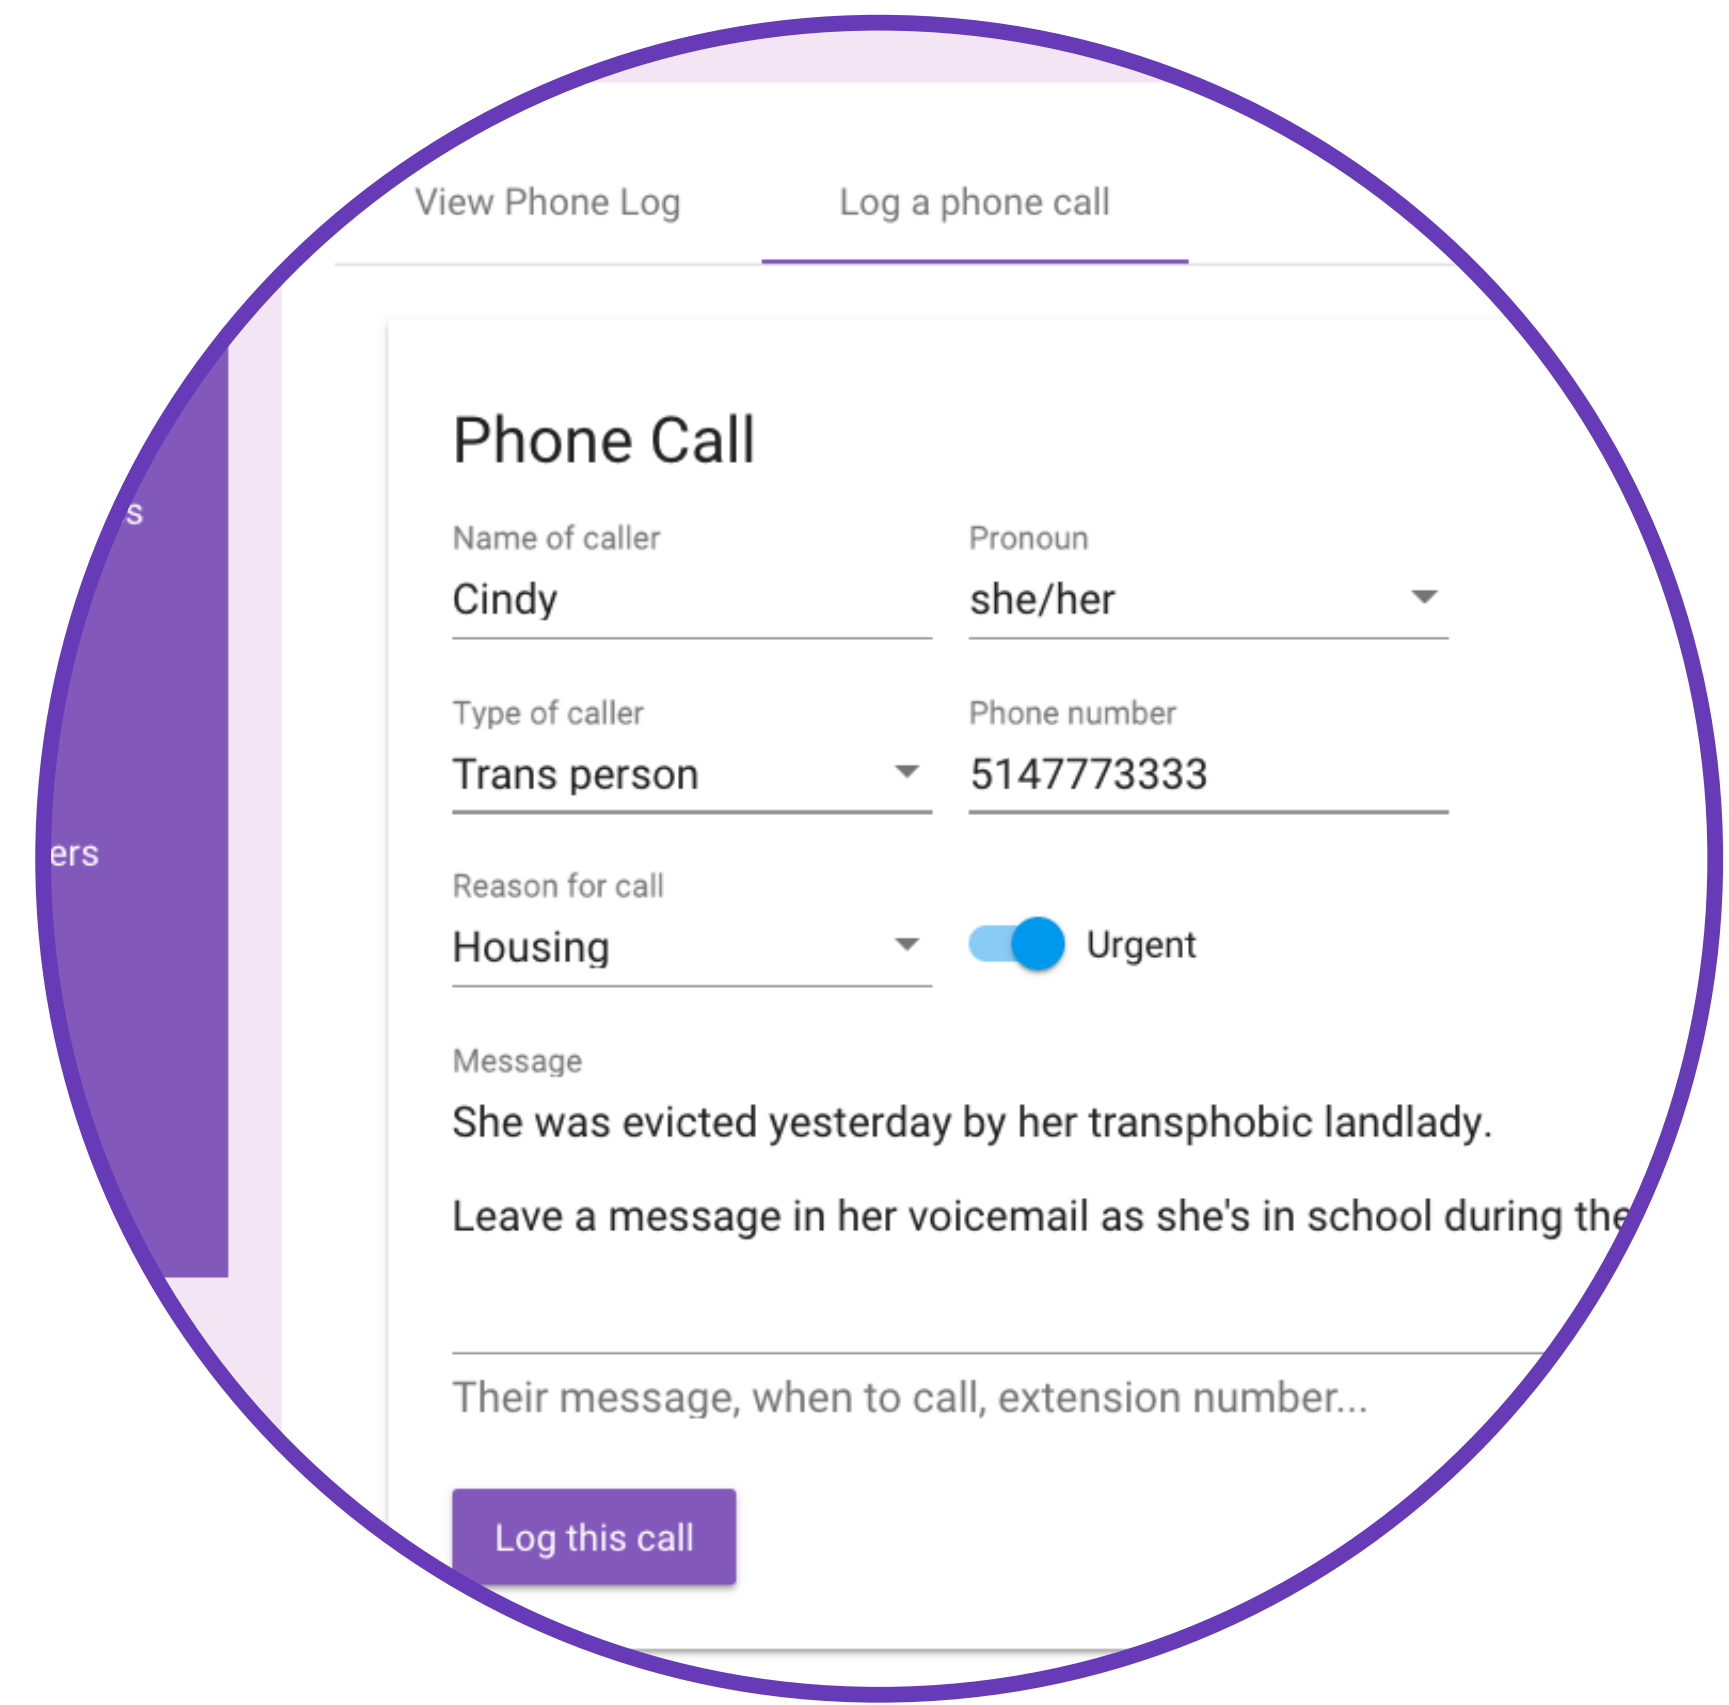 View Phone Log
Log a phone call
Phone Call
Name of caller
Pronoun
Cindy
she/her
Type of caller
Phone number
Trans person
5147773333
Reason for call
Housing
Urgent
Message
She was evicted yesterday by her transphobic landlady.
Leave a message in her voicemail as she's in school during the
Their message, when to call, extension number...
Log this call